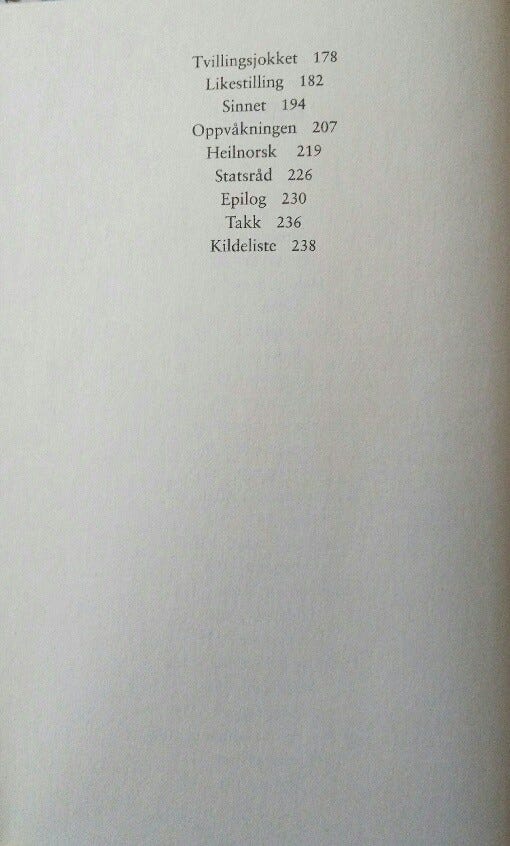 Tvillingsjokket 178
Likestilling 182
Sinnet 194
Oppvåkningen 207
Heilnorsk 219
Statsråd 226
Epilog 230
Takk 236
Kildeliste 238